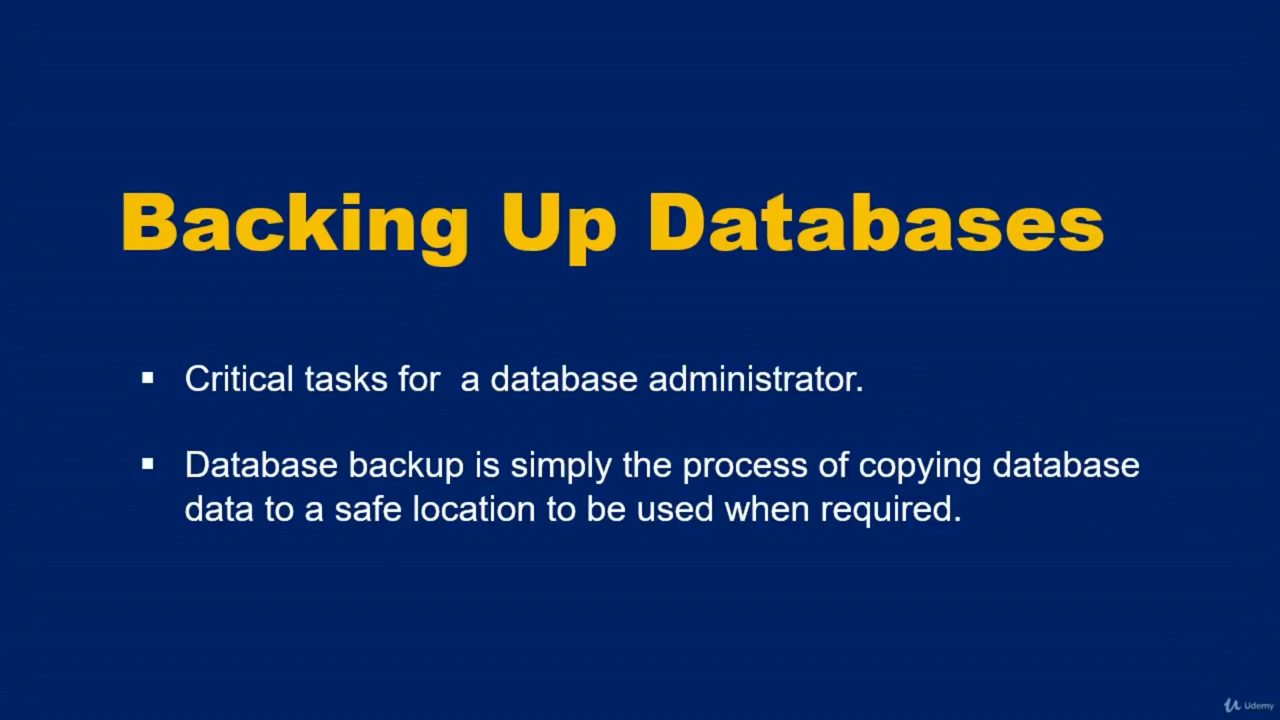 Backing Up Databases
▪ Critical tasks for  a database administrator.
▪ Database backup is simply the process of copying database
data to a safe location to be used when required.
Udemy